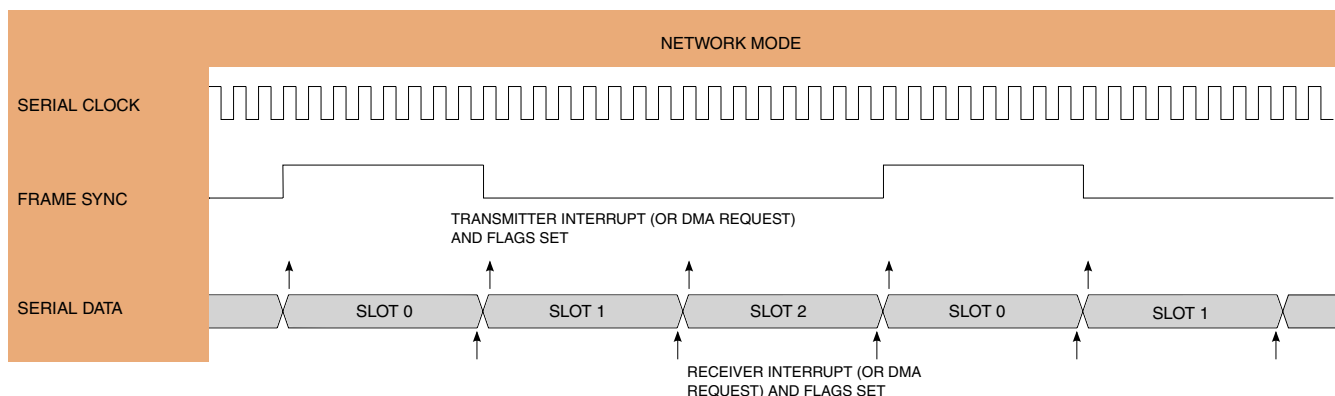 NETWORK MODE
SERIAL CLOCK
FRAME SYNC
TRANSMITTER INTERRUPT (OR DMA REQUEST)
AND FLAGS SET
SERIAL DATA
SLOT 0
SLOT 1
SLOT 2
SLOT 0
SLOT 1
RECEIVER INTERRUPT (OR DMA
REQUEST) AND FLAGS SET